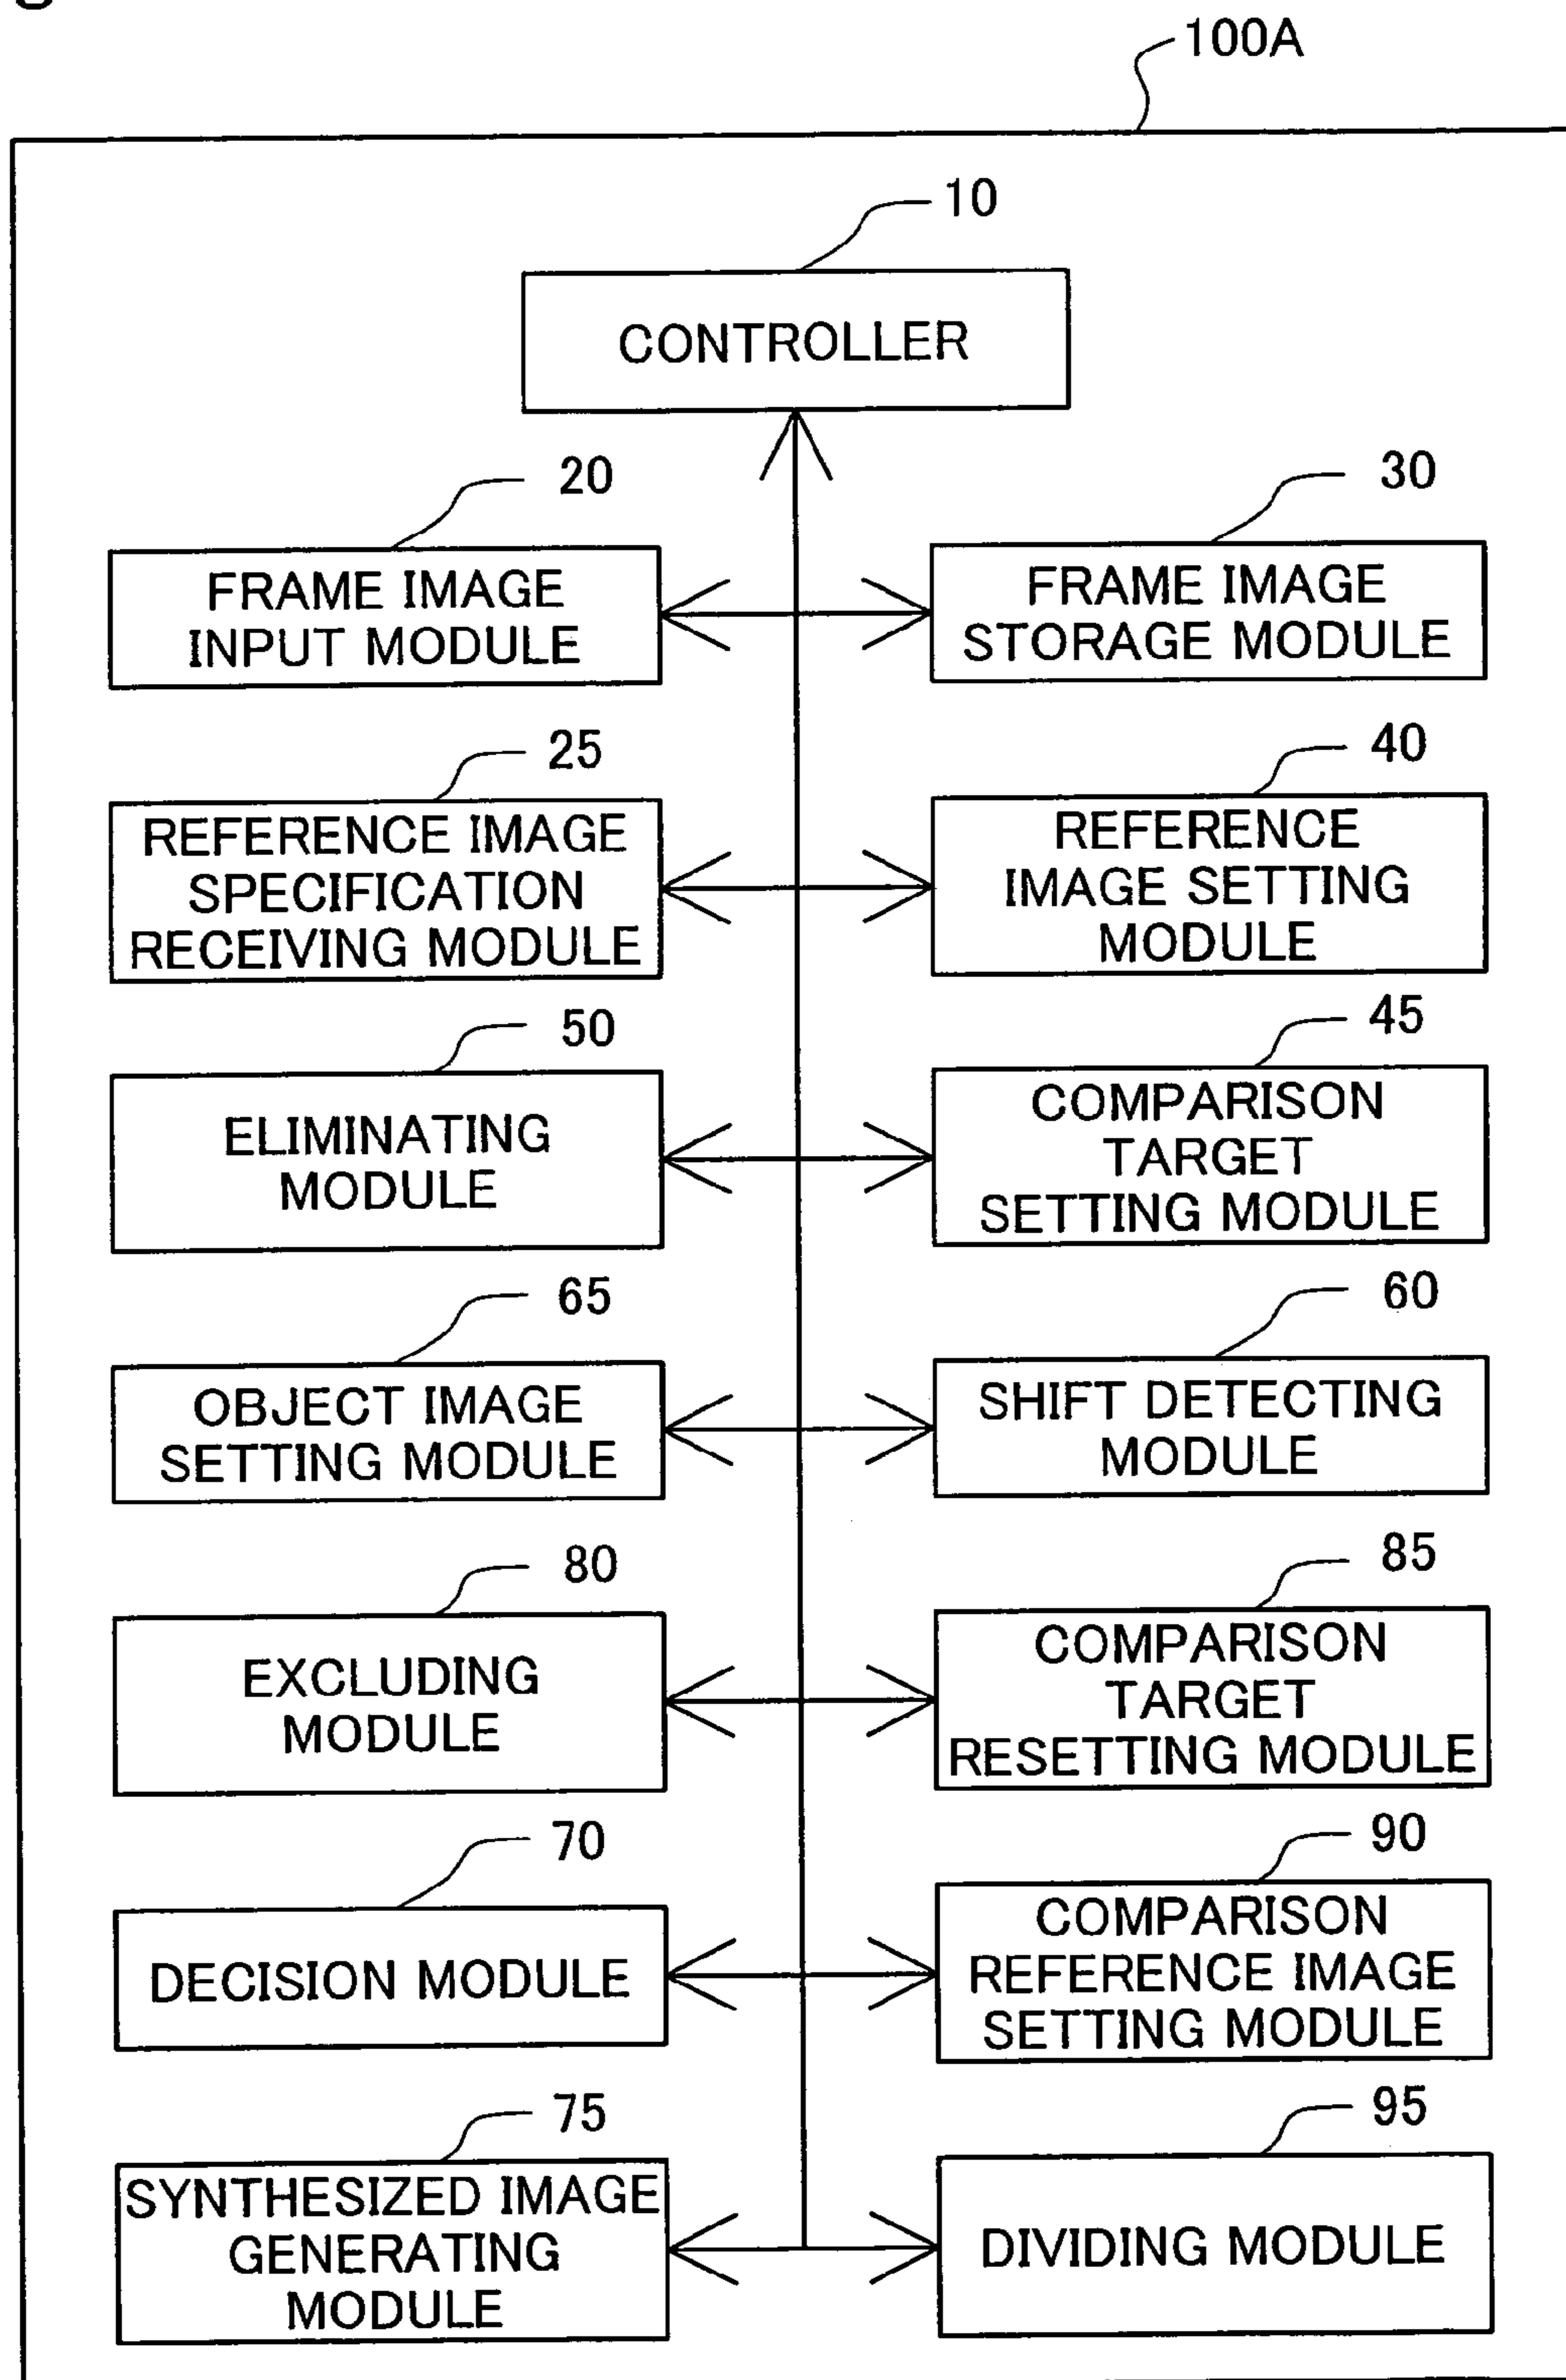 100A
10
CONTROLLER
20
FRAME IMAGE
INPUT MODULE
30
FRAME IMAGE
STORAGE MODULE
25
REFERENCE IMAGE
SPECIFICATION
RECEIVING MODULE
40
REFERENCE
IMAGE SETTING
MODULE
50
ELIMINATING
MODULE
45
COMPARISON
TARGET
SETTING MODULE
65
OBJECT IMAGE
SETTING MODULE
60
SHIFT DETECTING
MODULE
80
EXCLUDING
MODULE
85
COMPARISON
TARGET
RESETTING MODULE
70
DECISION MODULE
90
COMPARISON
REFERENCE IMAGE
SETTING MODULE
75
SYNTHESIZED IMAGE
GENERATING
MODULE
95
DIVIDING MODULE